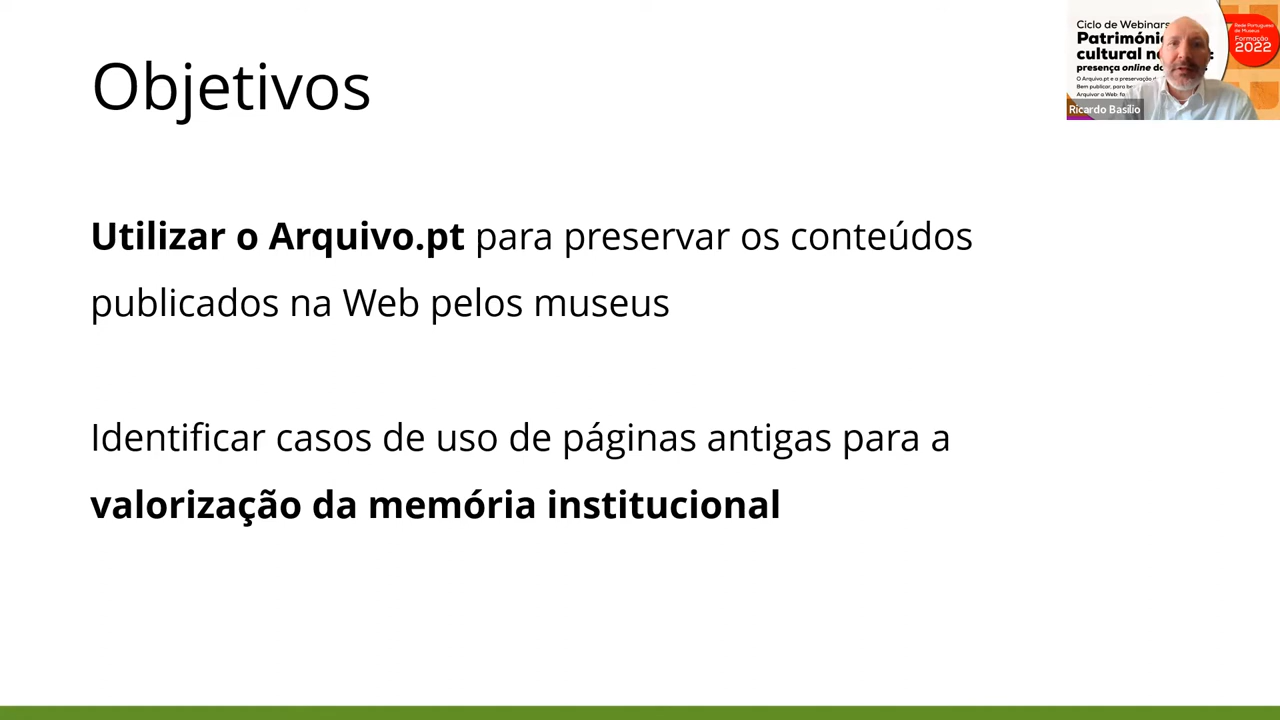 Objetivos
Utilizar o Arquivo.pt para preservar os conteúdos
publicados na Web pelos museus
Identificar casos de uso de páginas antigas para a
valorização da memória institucional
Ciclo de Webinars
Património
cultural
presença online
O Arquivo.pt e a preservação
Bem publicar, para
Arquivar a Web:
Rede Portuguesa
de Museus
Formação
2022
Ricardo Basílio